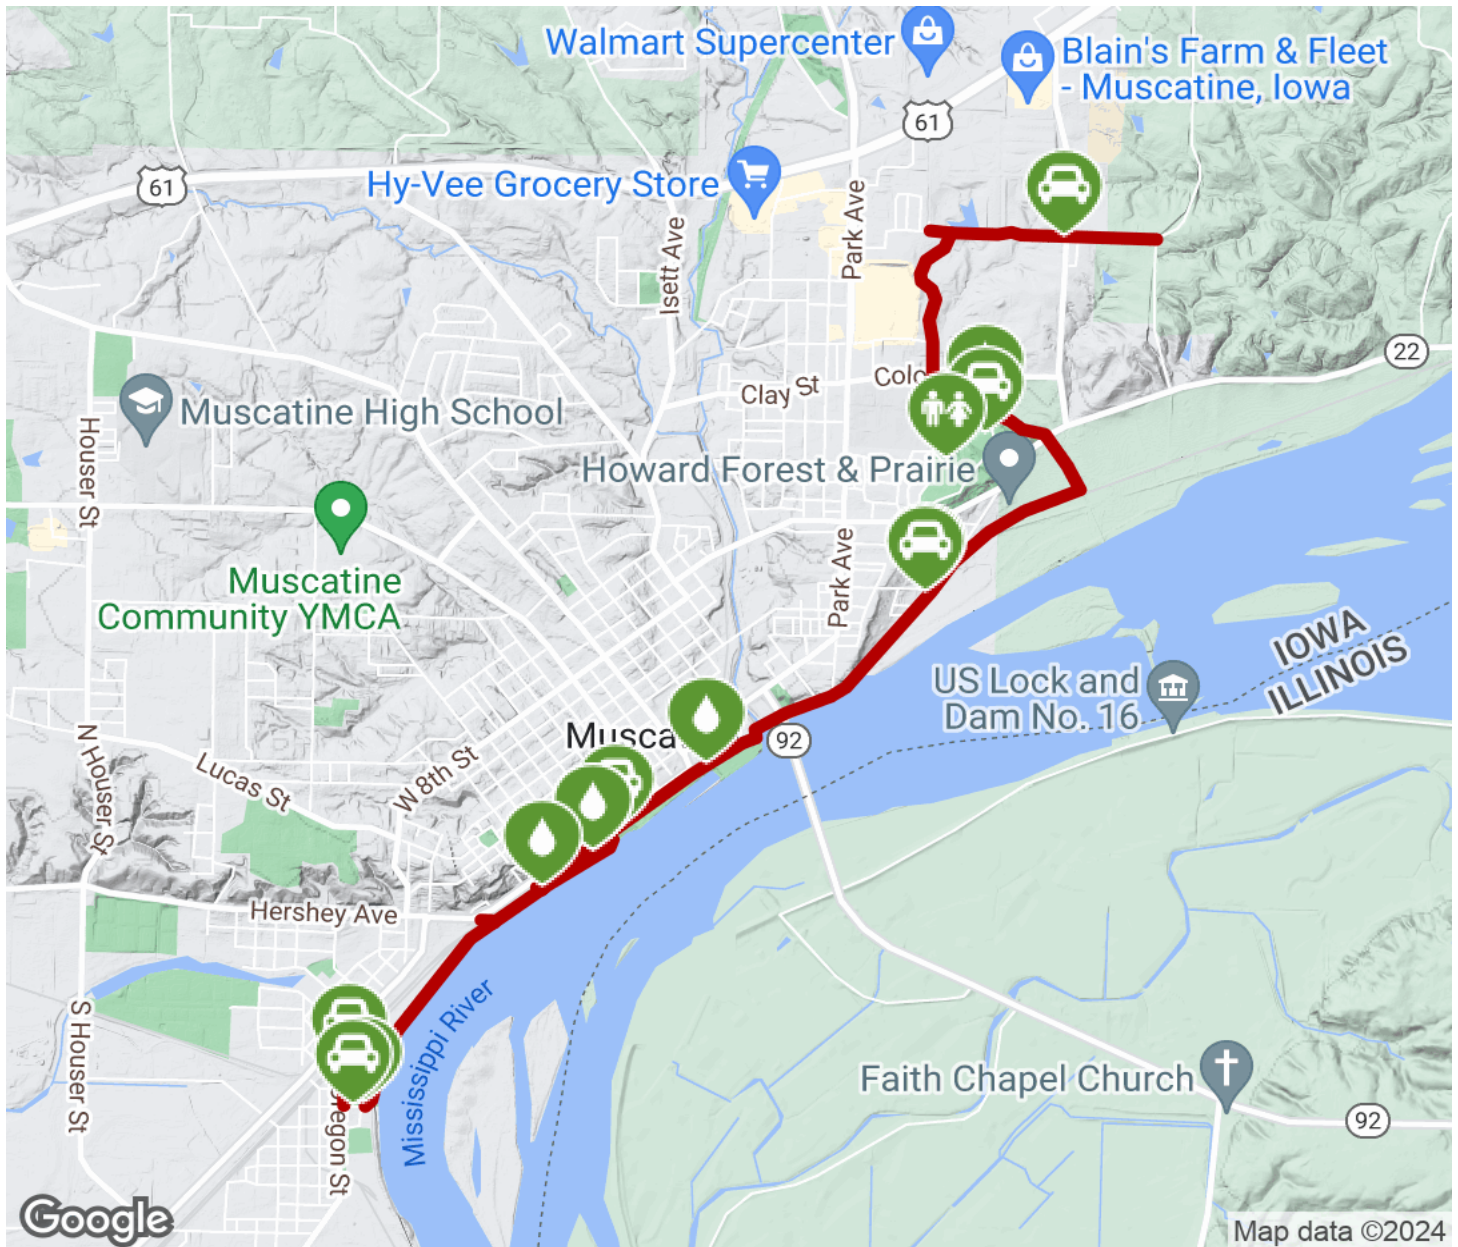 Walmart Supercenter
Blain's Farm & Fleet
- Muscatine, Iowa
61
61
Hy-Vee Grocery Store
Park Ave
Isett Ave
22
Clay St
Muscatine High School
Houser St
Howard Forest & Prairie
Park Ave
Muscatine
Community YMCA
IOWA
ILLINOIS
US Lock and
Dam No. 16
92
N Houser St
Lucas St
W 8th St
Hershey Ave
S Houser St
Mississippi River
Faith Chapel Church
92
Google
Map data ©2024